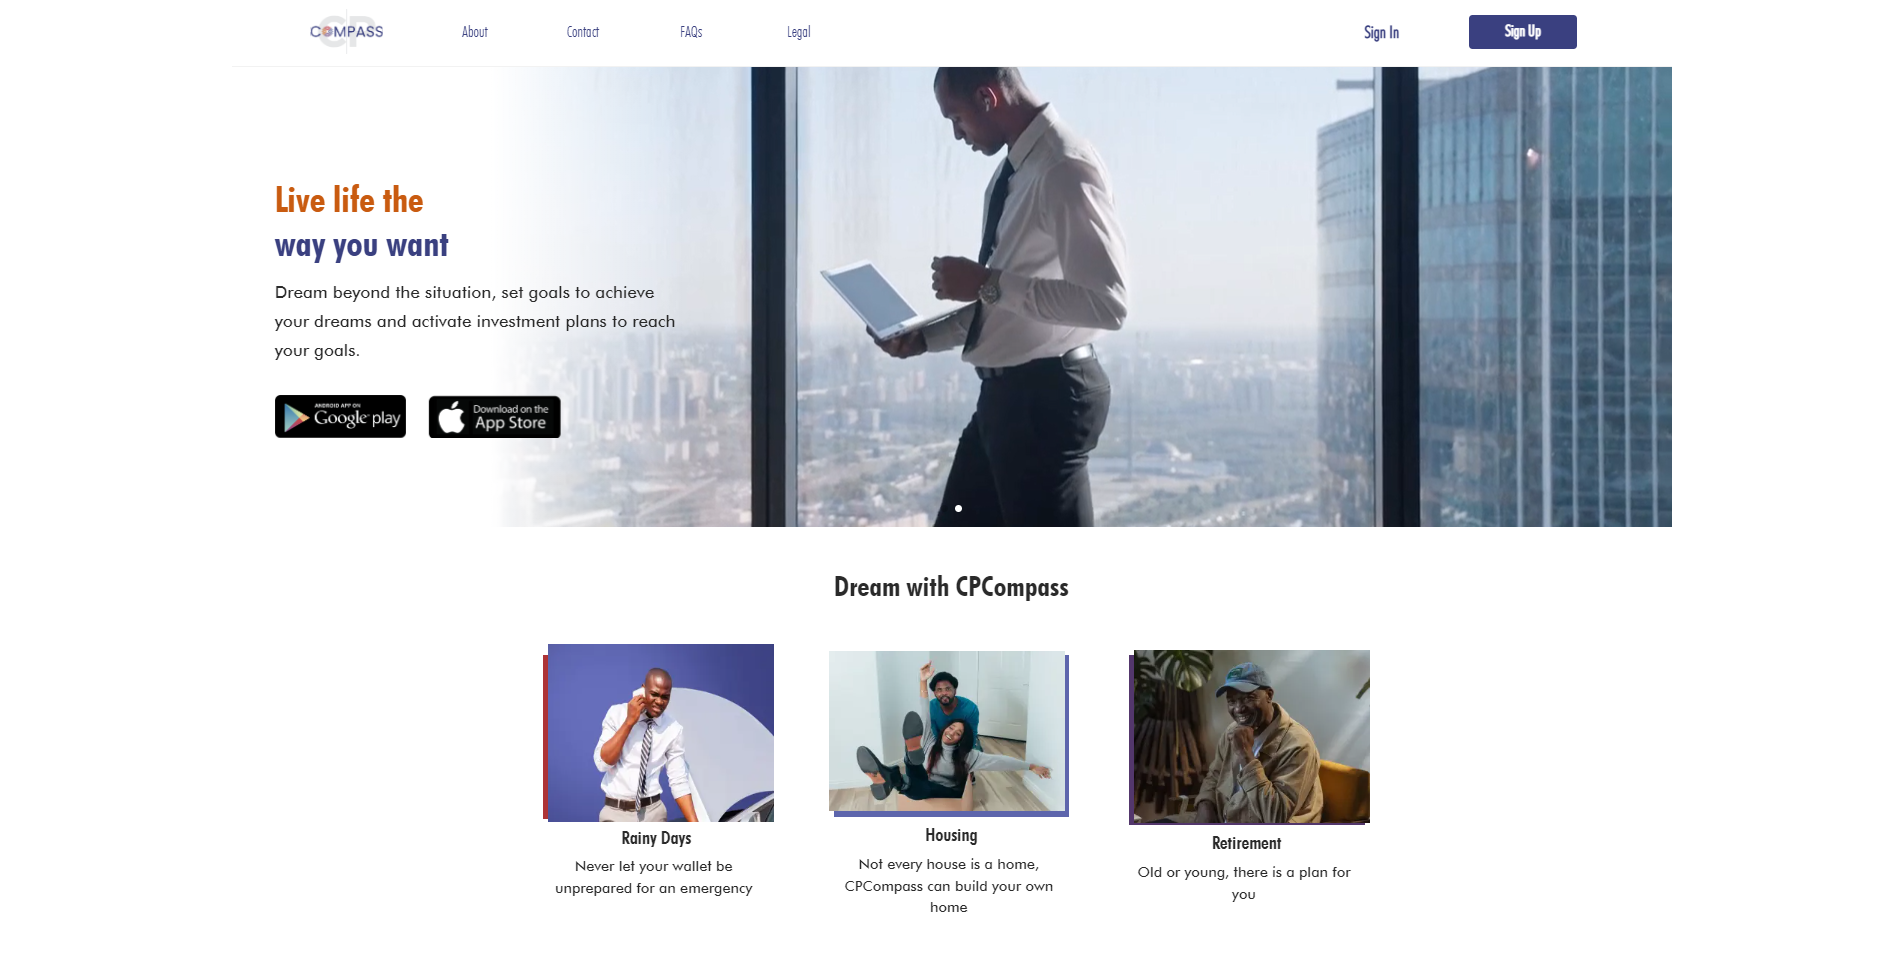 CP
COMPASS
About
Contact
FAQs
Legal
Sign In
Sign Up
Live life the
way you want
Dream beyond the situation, set goals to achieve
your dreams and activate investment plans to reach
your goals.
ANDROID APP ON
Google play
Download on the
App Store
Dream with CPCompass
Rainy Days
Never let your wallet be
unprepared for an emergency
Housing
Not every house is a home,
CPCompass can build your own
home
Retirement
Old or young, there is a plan for
you